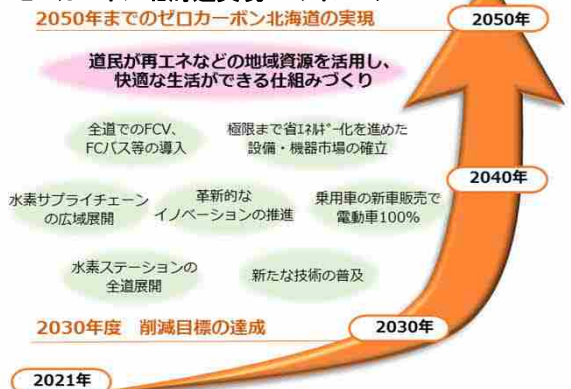 2050年までのゼロカーボン北海道の実現
2050年
道民が再エネなどの地域資源を活用し、
快適な生活ができる仕組みづくり
全道でのFCV、
FCバス等の導入
極限まで省エネルギー化を進めた
設備・機器市場の確立
2040年
水素サプライチェーン
の広域展開
革新的な
イノベーションの推進
乗用車の新車販売で
電動車100%
水素ステーションの
全道展開
新たな技術の普及
2030年度　削減目標の達成
2030年
2021年